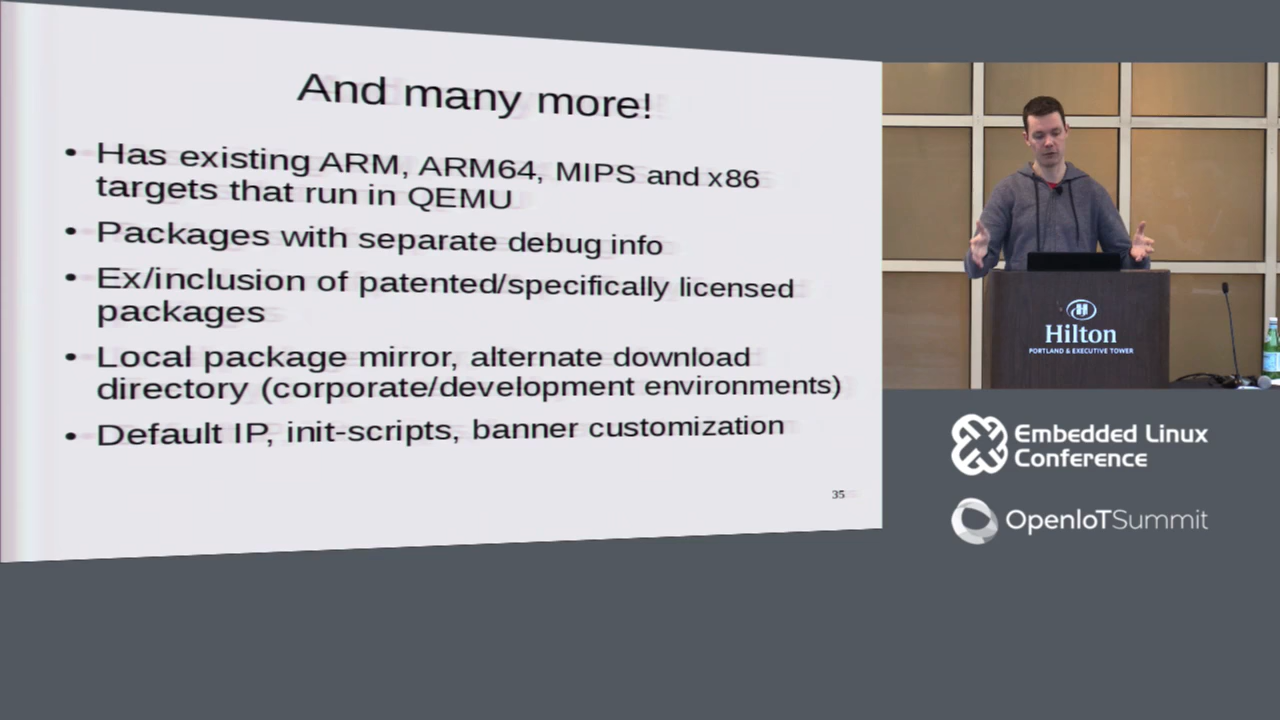 And many more!
• Has existing ARM, ARM64, MIPS and x86
targets that run in QEMU
• Packages with separate debug info
• Ex/inclusion of patented/specifically licensed
packages
• Local package mirror, alternate download
directory (corporate/development environments)
• Default IP, init-scripts, banner customization
35
H
Hilton
PORTLAND & EXECUTIVE TOWER
Embedded Linux
Conference
OpenIoTSummit